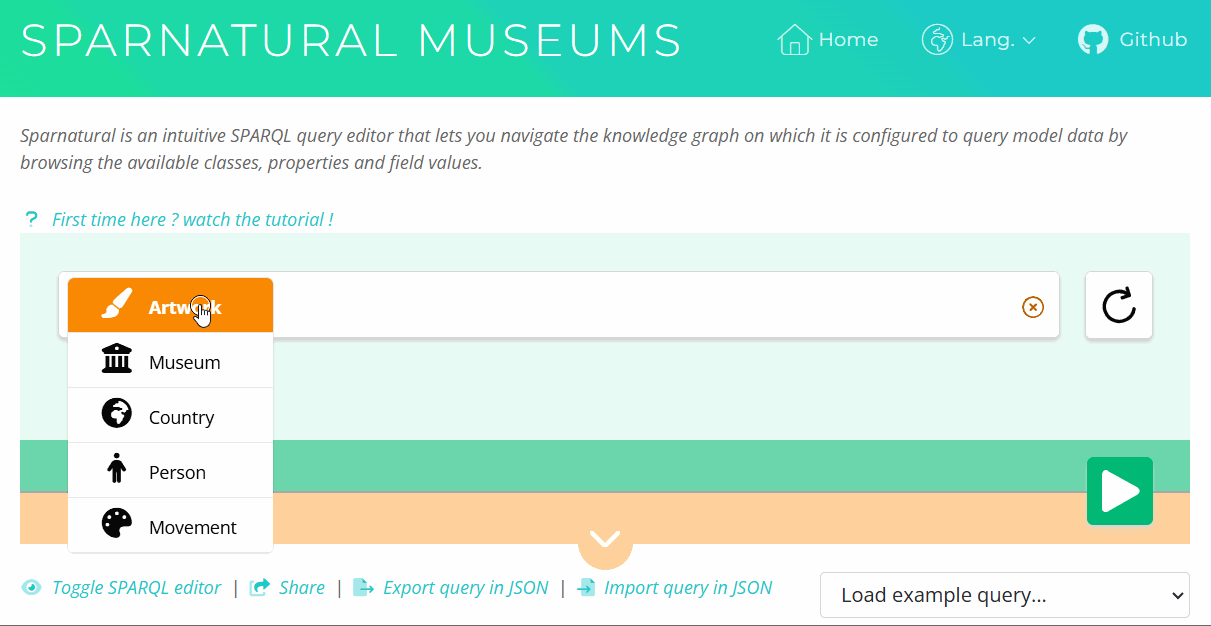 SPARNATURAL MUSEUMS
Home
Lang.
Github
Sparnatural is an intuitive SPARQL query editor that lets you navigate the knowledge graph on which it is configured to query model data by
browsing the available classes, properties and field values.
? First time here ? watch the tutorial !
Artwork
Museum
Country
Person
Movement
Toggle SPARQL editor | Share | Export query in JSON | Import query in JSON
Load example query...